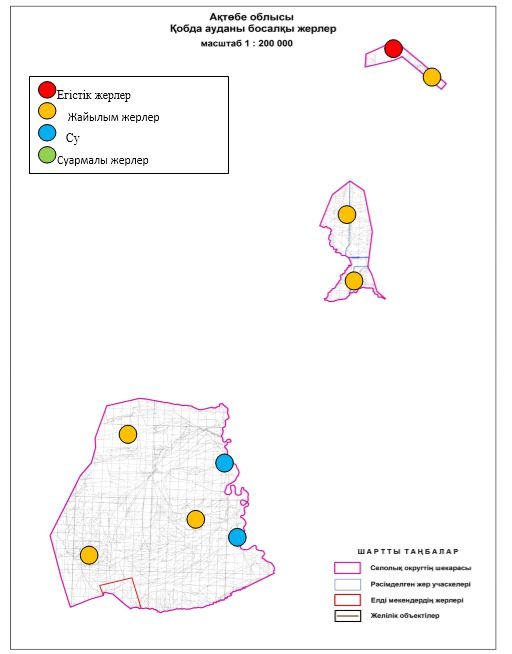 Ақтөбе облысы
Қобда ауданы босалқы жерлер
масштаб 1 : 200 000
Егістік жерлер
Жайылым жерлер
Су
Суармалы жерлер
ШАРТТЫ ТАҢБАЛАР
Селолық округтің шекарасы
Рәсімделген жер учаскелері
Елді мекендердің жерлері
Желілік объектілер